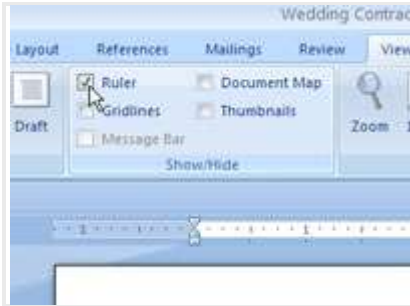 Wedding Contrac
Layout References Mailings Review View
Ruler Document Map
Gridlines Thumbnails
Message Bar
Draft Zoom
Show/Hide
1 1